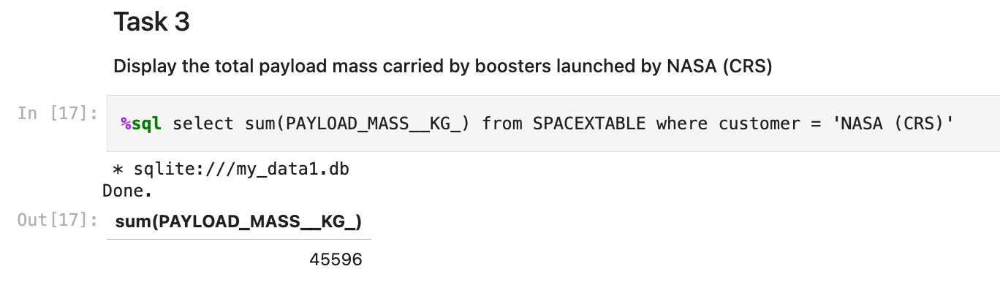 Task 3
Display the total payload mass carried by boosters launched by NASA (CRS)
In [17]: %sql select sum(PAYLOAD_MASS__KG_) from SPACEXTABLE where customer = 'NASA (CRS)'
* sqlite:///my_data1.db
Done.
Out[17]: sum(PAYLOAD_MASS__KG_)
45596